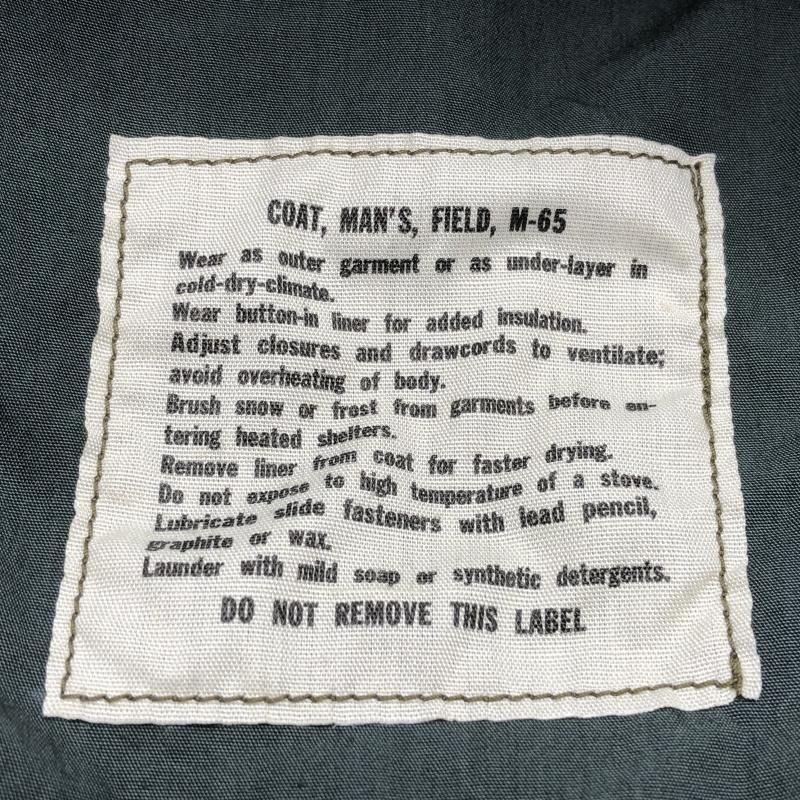 COAT, MAN'S, FIELD, M-65
Wear as outer garment or as under-layer in
cold-dry-climate.
Wear button-in liner for added insulation.
Adjust closures and drawcords to ventilate;
avoid overheating of body.
Brush snow or frost from garments before en-
tering heated shelters.
Remove liner from coat for faster drying.
Do not expose to high temperature of a stove.
Lubricate slide fasteners with lead pencil,
graphite or wax.
Launder with mild soap or synthetic detergents.
DO NOT REMOVE THIS LABEL